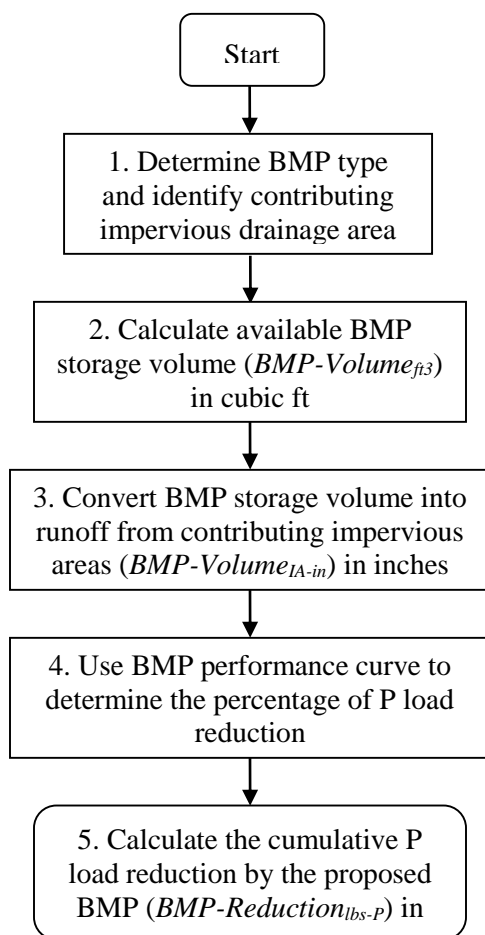 Start
1. Determine BMP type
and identify contributing
impervious drainage area
2. Calculate available BMP
storage volume (BMP-Volumeft3)
in cubic ft
3. Convert BMP storage volume into
runoff from contributing impervious
areas (BMP-VolumeIA-in) in inches
4. Use BMP performance curve to
determine the percentage of P load
reduction
5. Calculate the cumulative P
load reduction by the proposed
BMP (BMP-Reductionlbs-P) in